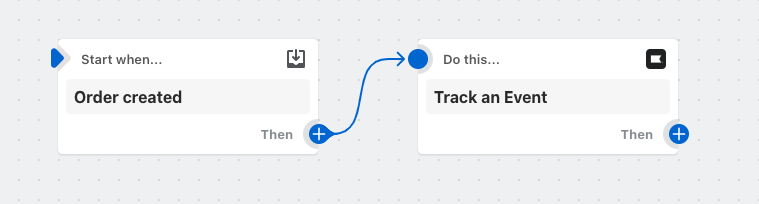 Start when...
Order created
Then
Do this...
Track an Event
Then